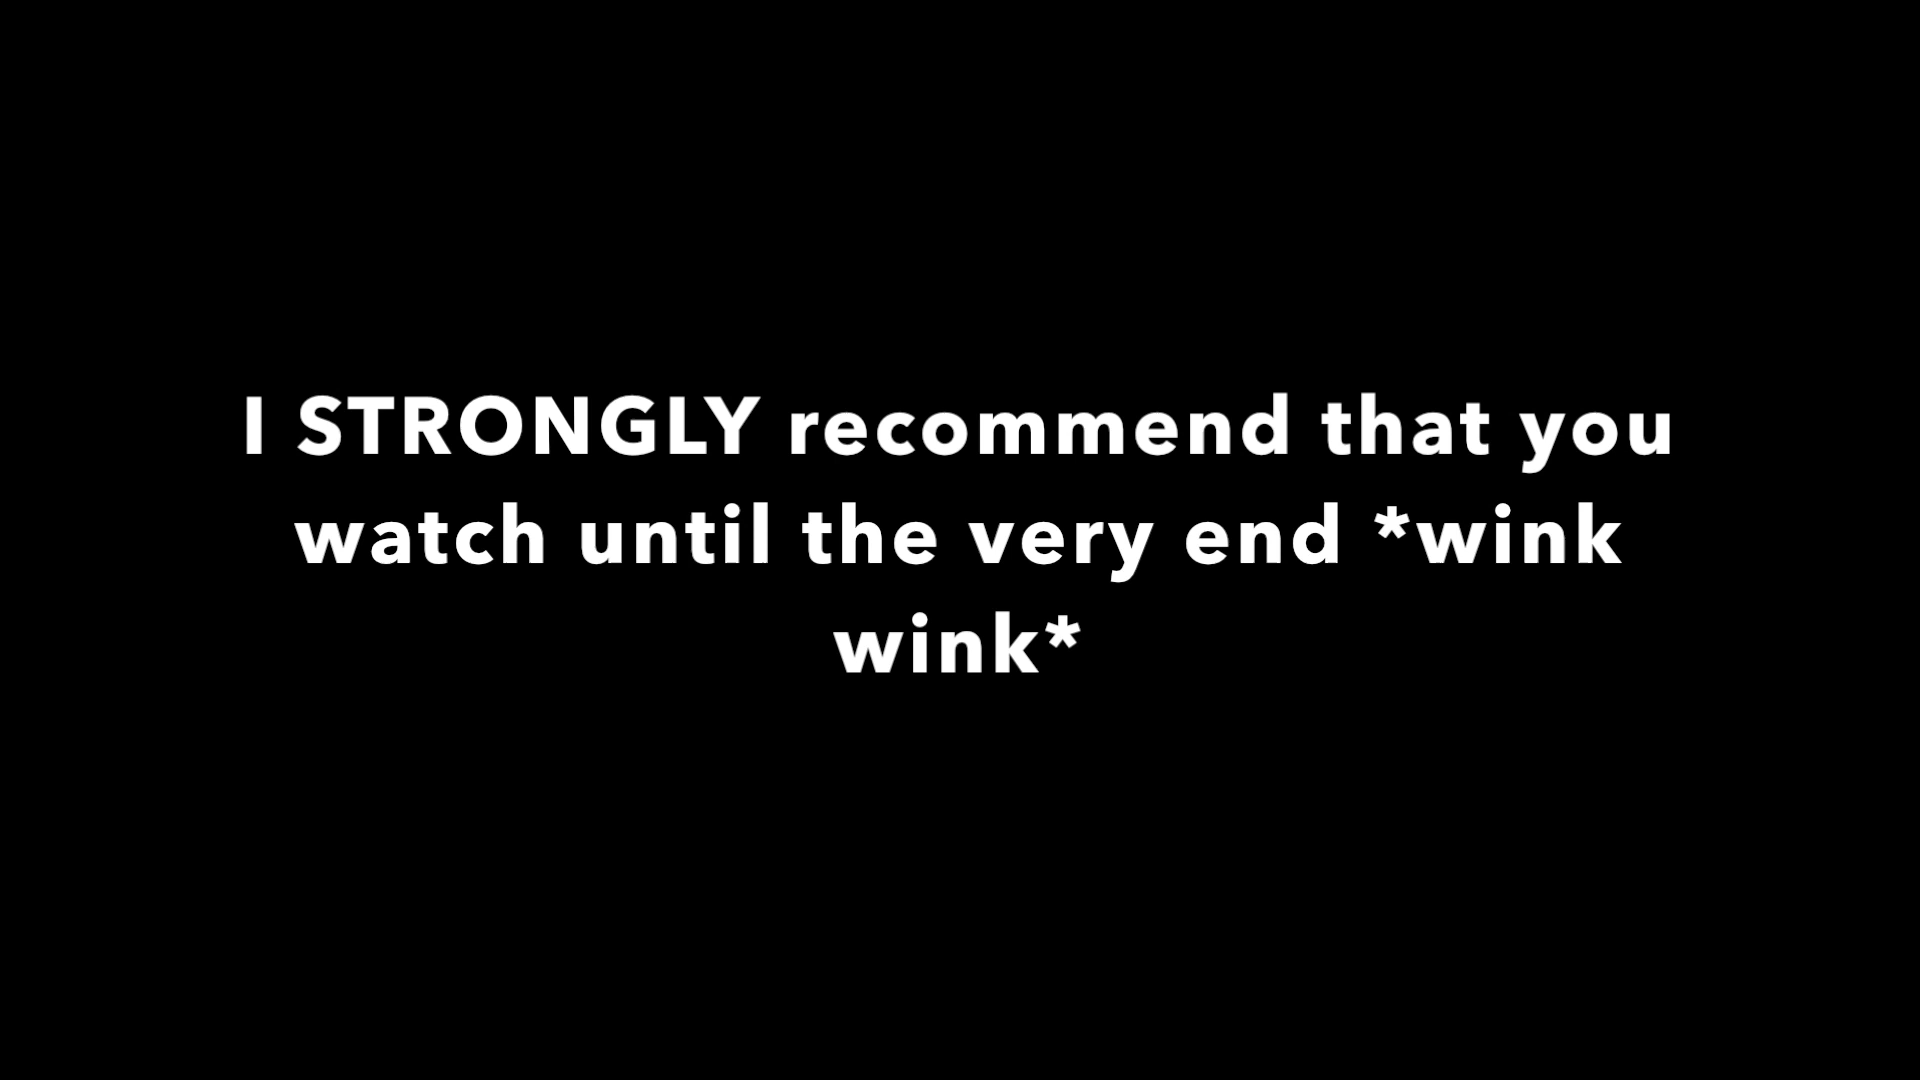 I STRONGLY recommend that you
watch until the very end *wink
wink*